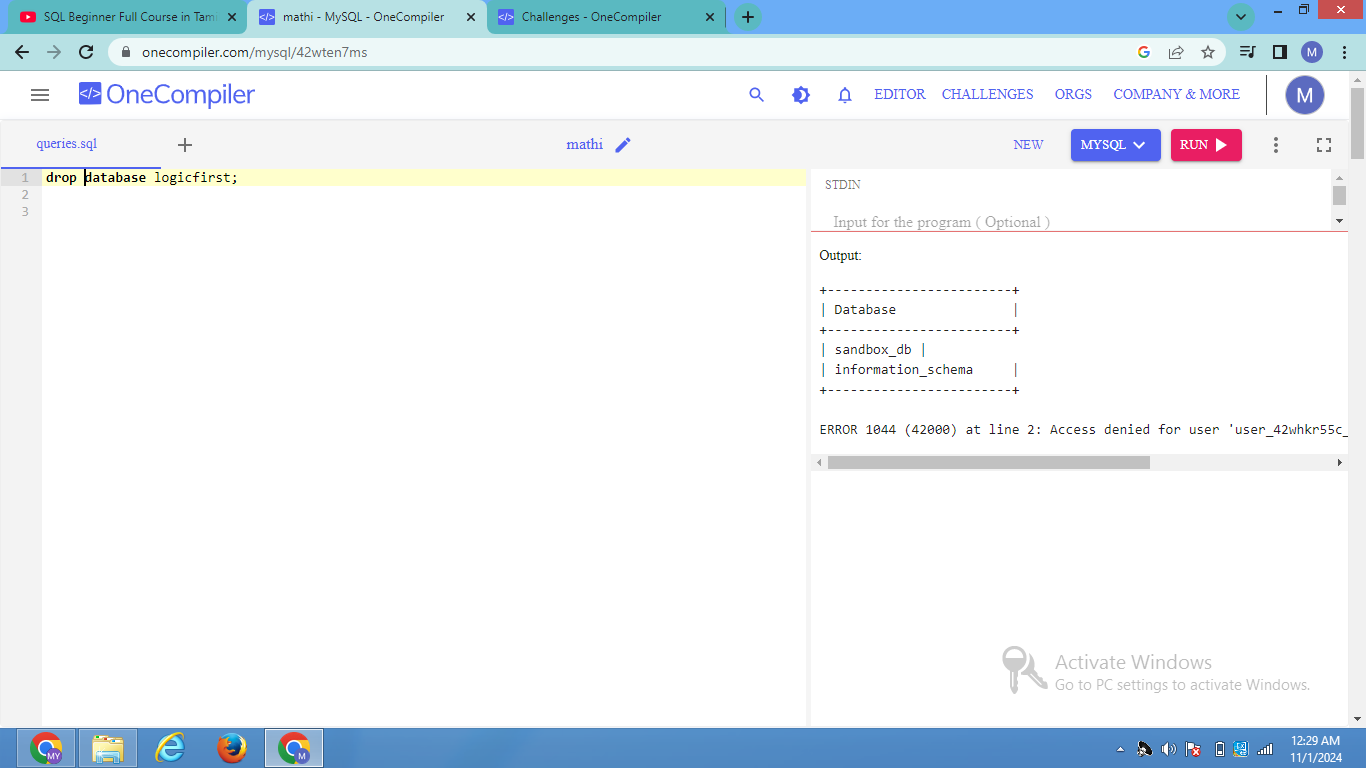 SQL Beginner Full Course in Tam
mathi - MySQL - OneCompiler
Challenges - OneCompiler
onecompiler.com/mysql/42wten7ms
M
</> OneCompiler
EDITOR
CHALLENGES
ORGS
COMPANY & MORE
M
queries.sql
mathi
NEW
MYSQL
RUN
1 drop database logicfirst;
2
3
STDIN
Input for the program ( Optional )
Output:
+------------------------+
| Database               |
+------------------------+
| sandbox_db |
| information_schema     |
+------------------------+
ERROR 1044 (42000) at line 2: Access denied for user 'user_42whkr55c_
Activate Windows
Go to PC settings to activate Windows.
MY
M
12:29 AM
11/1/2024